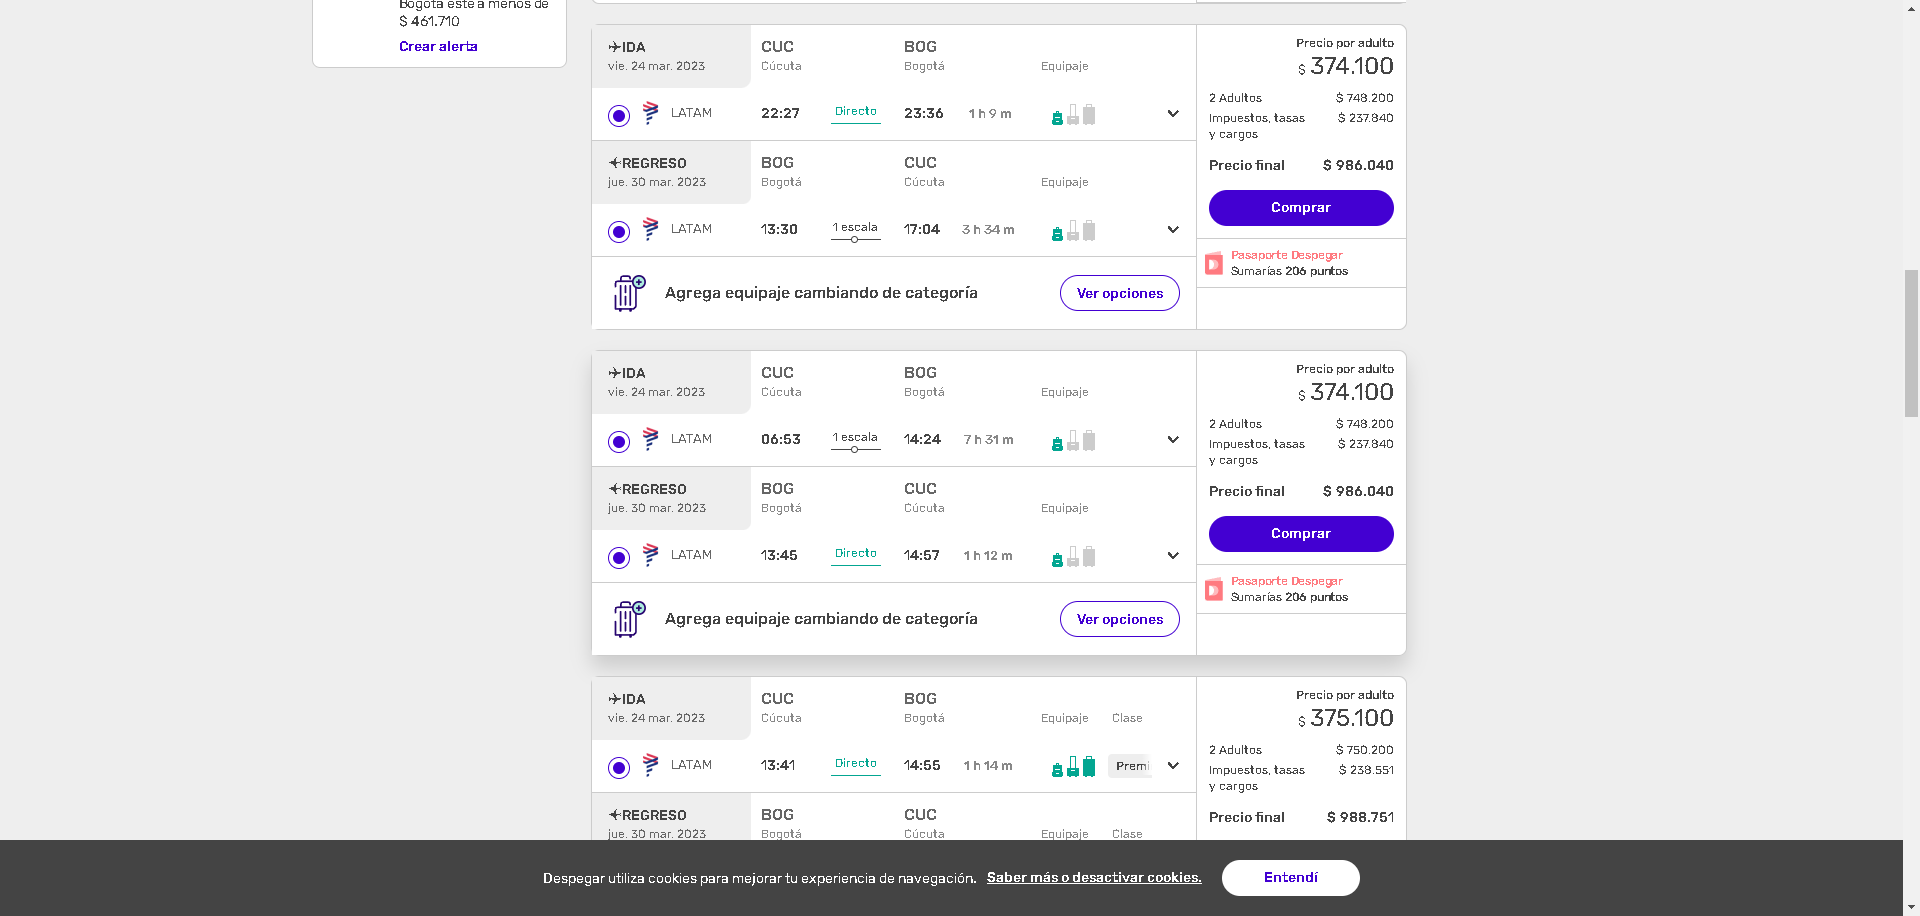 Bogotá esté a menos de
$ 461.710
Crear alerta
IDA
vie. 24 mar. 2023
CUC
Cúcuta
BOG
Bogotá
Equipaje
LATAM
22:27
Directo
23:36
1 h 9 m
REGRESO
jue. 30 mar. 2023
BOG
Bogotá
CUC
Cúcuta
Equipaje
LATAM
13:30
1 escala
17:04
3 h 34 m
Agrega equipaje cambiando de categoría
Ver opciones
Precio por adulto
$ 374.100
2 Adultos $ 748.200
Impuestos, tasas $ 237.840
y cargos
Precio final $ 986.040
Comprar
Pasaporte Despegar
Sumarías 206 puntos
IDA
vie. 24 mar. 2023
CUC
Cúcuta
BOG
Bogotá
Equipaje
LATAM
06:53
1 escala
14:24
7 h 31 m
REGRESO
jue. 30 mar. 2023
BOG
Bogotá
CUC
Cúcuta
Equipaje
LATAM
13:45
Directo
14:57
1 h 12 m
Agrega equipaje cambiando de categoría
Ver opciones
Precio por adulto
$ 374.100
2 Adultos $ 748.200
Impuestos, tasas $ 237.840
y cargos
Precio final $ 986.040
Comprar
Pasaporte Despegar
Sumarías 206 puntos
IDA
vie. 24 mar. 2023
CUC
Cúcuta
BOG
Bogotá
Equipaje
Clase
LATAM
13:41
Directo
14:55
1 h 14 m
Premi
REGRESO
jue. 30 mar. 2023
BOG
Bogotá
CUC
Cúcuta
Equipaje
Clase
Precio por adulto
$ 375.100
2 Adultos $ 750.200
Impuestos, tasas $ 238.551
y cargos
Precio final $ 988.751
Despegar utiliza cookies para mejorar tu experiencia de navegación. Saber más o desactivar cookies. Entendí